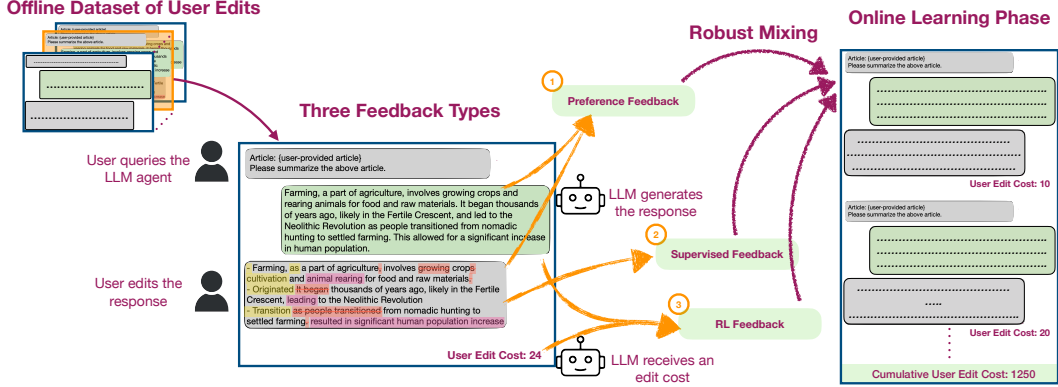 Offline Dataset of User Edits
Three Feedback Types
Robust Mixing
Online Learning Phase
User queries the
LLM agent
Article: {user-provided article}
Please summarize the above article.
Farming, a part of agriculture, involves growing crops and
rearing animals for food and raw materials. It began thousands
of years ago, likely in the Fertile Crescent, and led to the
Neolithic Revolution as people transitioned from nomadic
hunting to settled farming. This allowed for a significant increase
in human population.
LLM generates
the response
User edits the
response
- Farming, as a part of agriculture, involves growing crops
cultivation and animal rearing for food and raw materials.
- Originated It began thousands of years ago, likely in the Fertile
Crescent, leading to the Neolithic Revolution
- Transition as people transitioned from nomadic hunting to
settled farming, resulted in significant human population increase
User Edit Cost: 24
LLM receives an
edit cost
1
Preference Feedback
2
Supervised Feedback
3
RL Feedback
Article: {user-provided article}
Please summarize the above article.
User Edit Cost: 10
Article: {user-provided article}
Please summarize the above article.
User Edit Cost: 20
Cumulative User Edit Cost: 1250